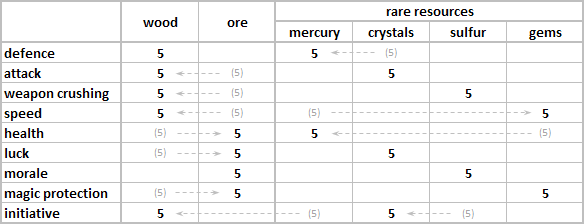 wood ore rare resources
mercury crystals sulfur gems
defence 5 5 (5)
attack 5 (5) 5
weapon crushing 5 (5) 5
speed 5 (5) (5) 5
health (5) 5 5 (5)
luck (5) 5 5
morale 5 5
magic protection (5) 5 5
initiative 5 (5) 5 (5)